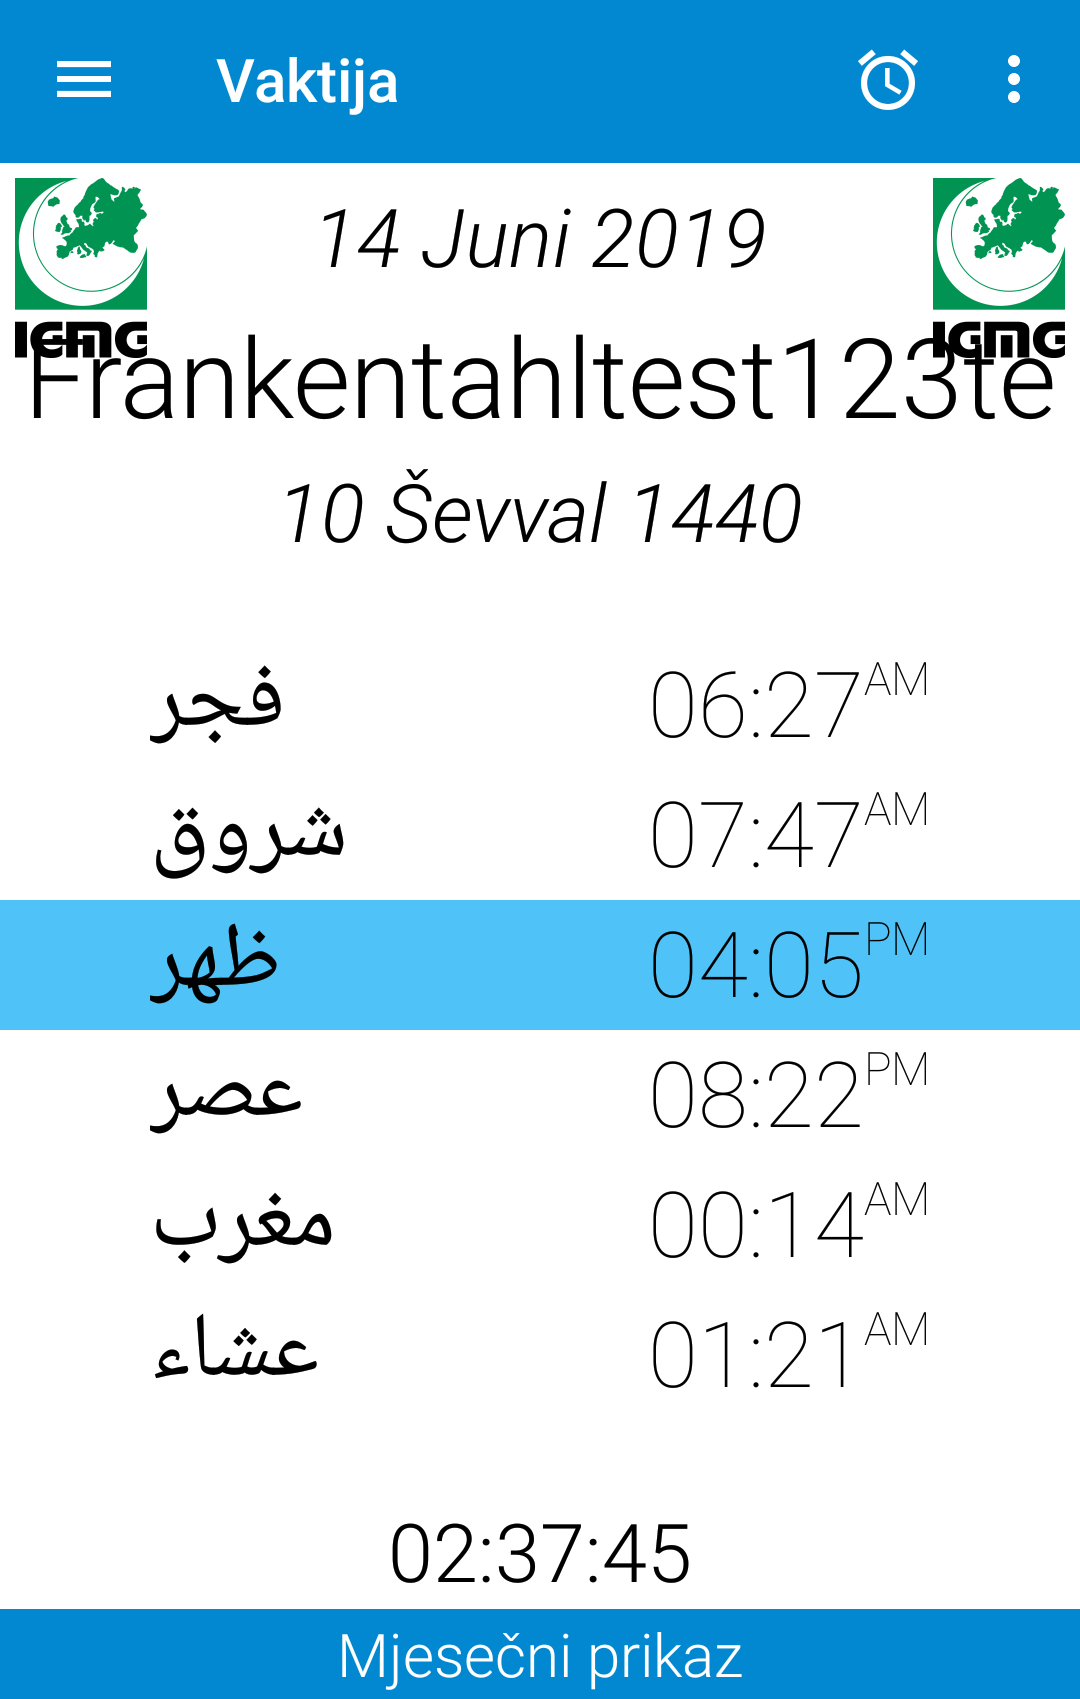 Vaktija
14 Juni 2019
IGMG
IGMG
Frankentahltest123te
10 Ševval 1440
فجر 06:27 AM
شروق 07:47 AM
ظهر 04:05 PM
عصر 08:22 PM
مغرب 00:14 AM
عشاء 01:21 AM
02:37:45
Mjesečni prikaz